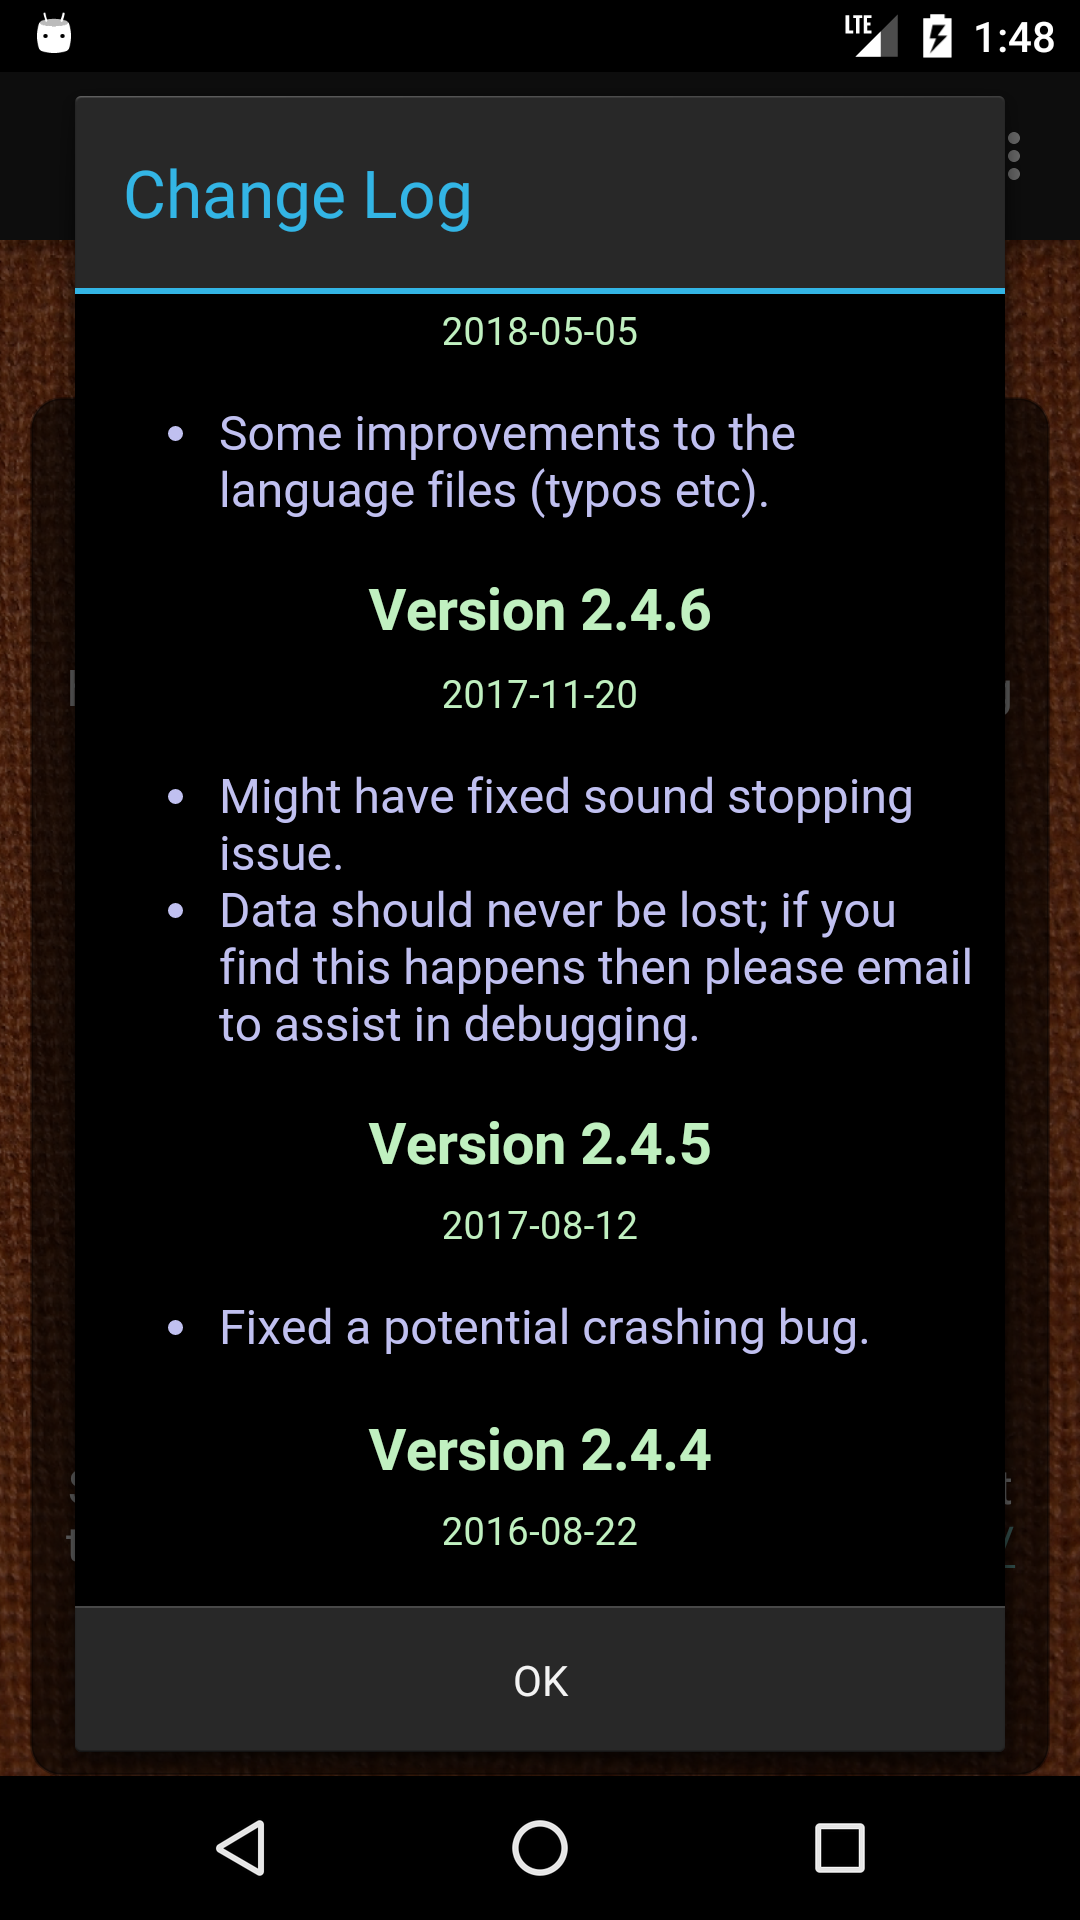 LTE 1:48
Change Log
2018-05-05
• Some improvements to the
language files (typos etc).
Version 2.4.6
2017-11-20
• Might have fixed sound stopping
issue.
• Data should never be lost; if you
find this happens then please email
to assist in debugging.
Version 2.4.5
2017-08-12
• Fixed a potential crashing bug.
Version 2.4.4
2016-08-22
OK